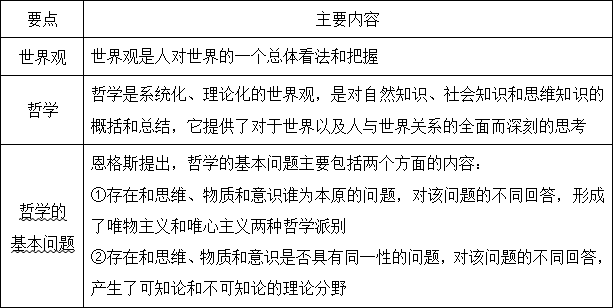 要点 主要内容
世界观 世界观是人对世界的一个总体看法和把握
哲学 哲学是系统化、理论化的世界观，是对自然知识、社会知识和思维知识的
概括和总结，它提供了对于世界以及人与世界关系的全面而深刻的思考
哲学的
基本问题
恩格斯提出，哲学的基本问题主要包括两个方面的内容：
①存在和思维、物质和意识谁为本原的问题，对该问题的不同回答，形成
了唯物主义和唯心主义两种哲学派别
②存在和思维、物质和意识是否具有同一性的问题，对该问题的不同回答，
产生了可知论和不可知论的理论分野